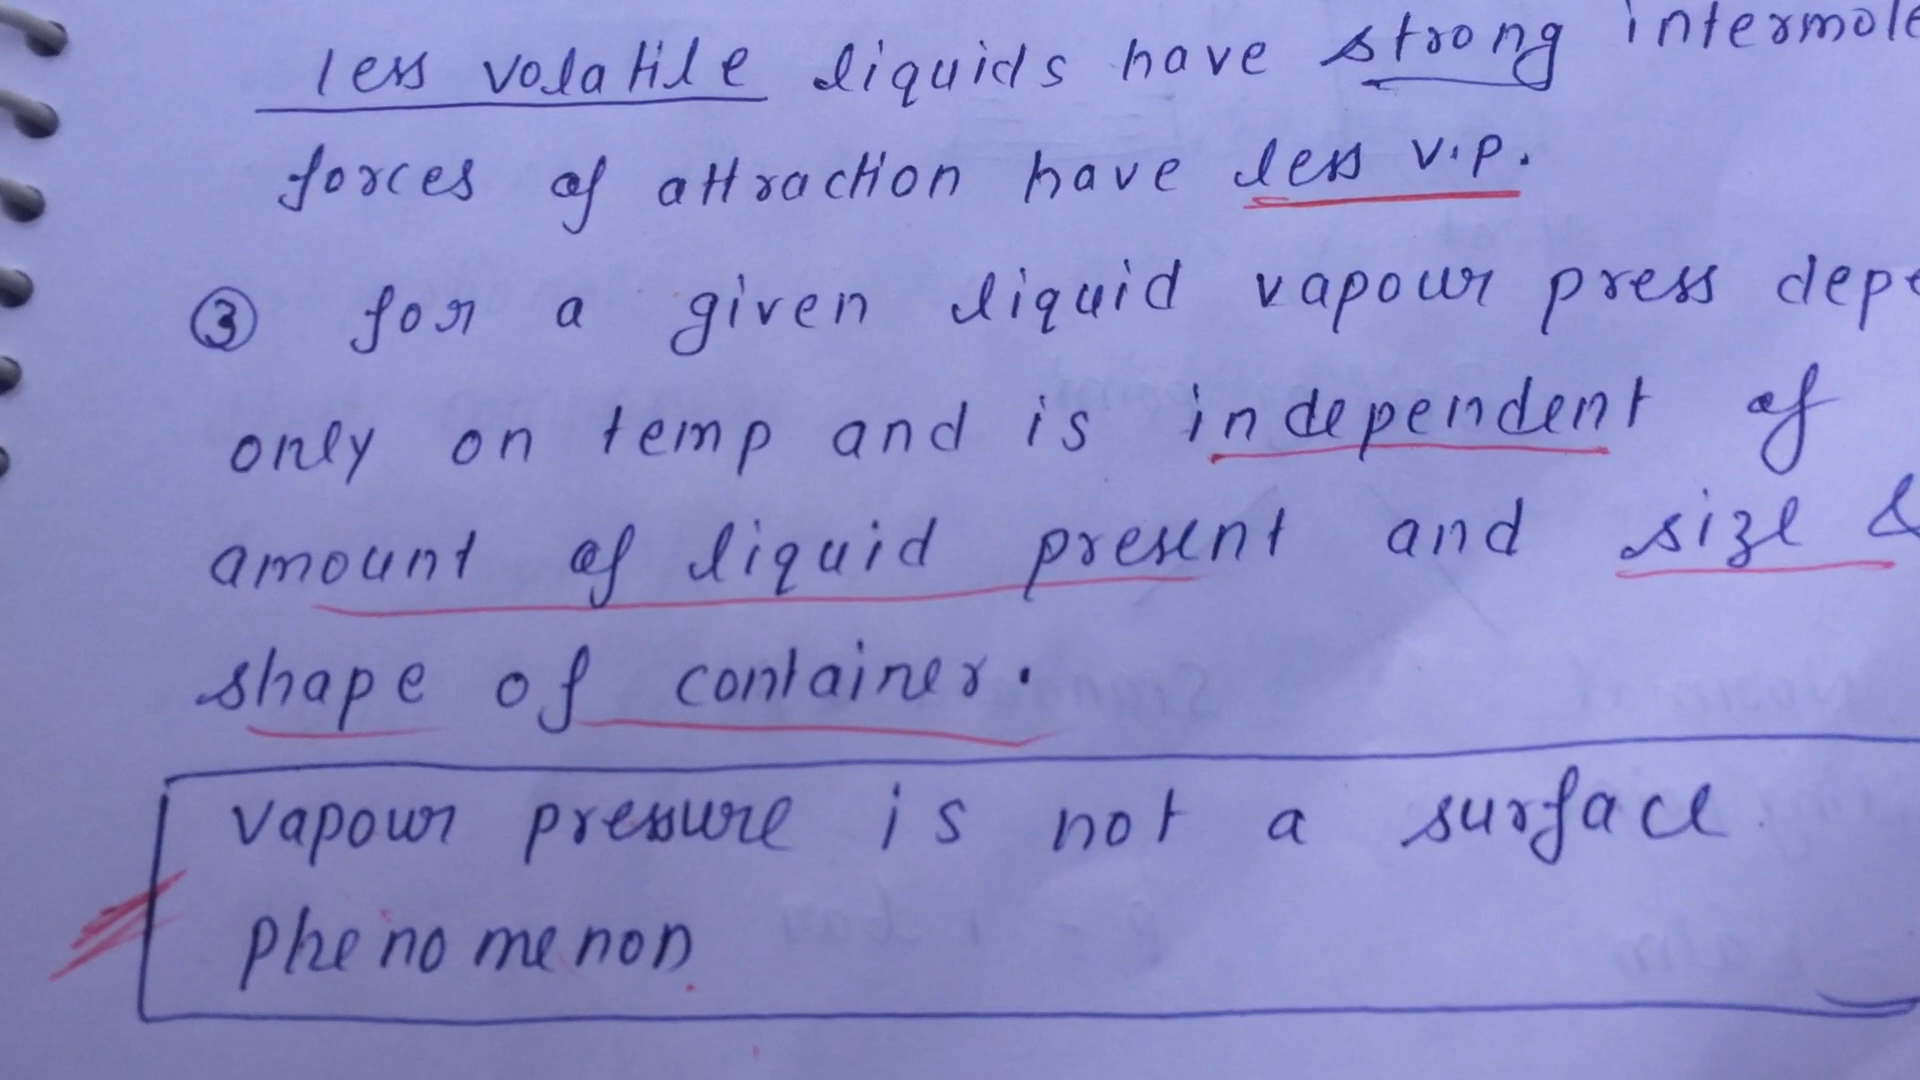 less volatile liquids have strong intermole
forces of attraction have less v.p.
③ for a given liquid vapour press depe
only on temp and is independent of
amount of liquid present and size &
shape of container.
vapour pressure is not a surface
phenomenon.